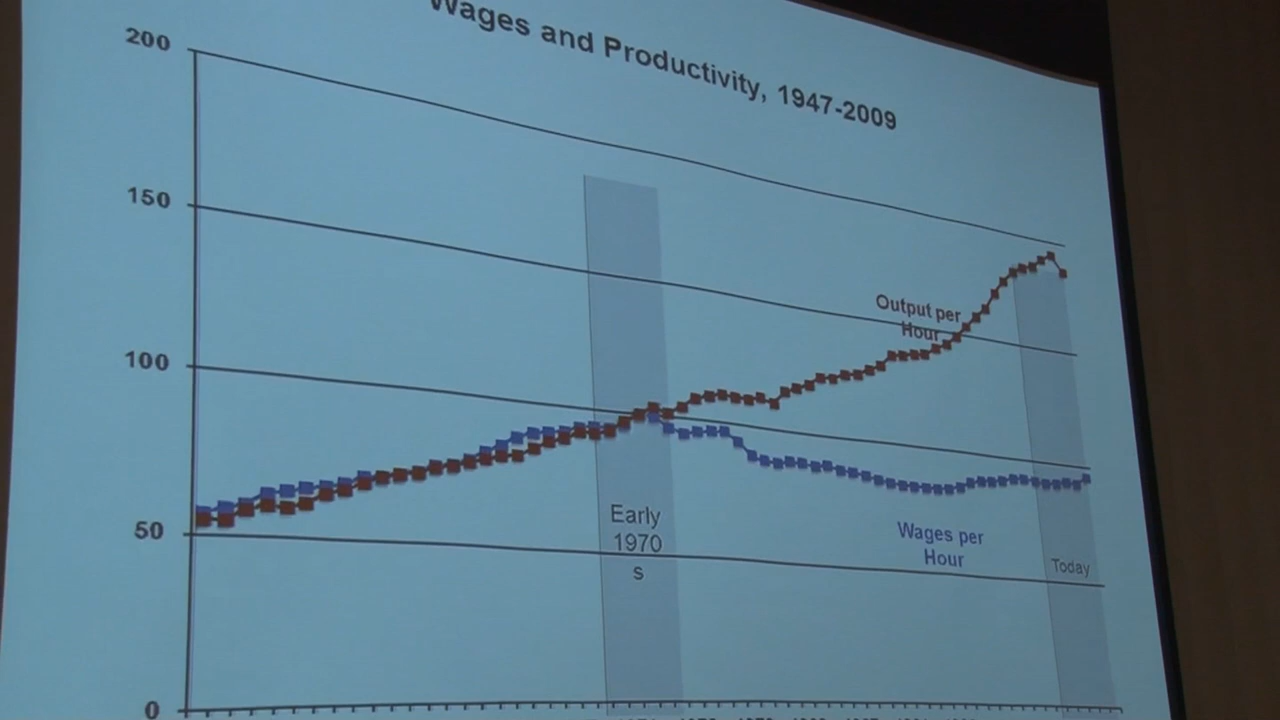 Wages and Productivity, 1947-2009
200
150
100
50
0
Output per
Hour
Early
1970
s
Wages per
Hour
Today